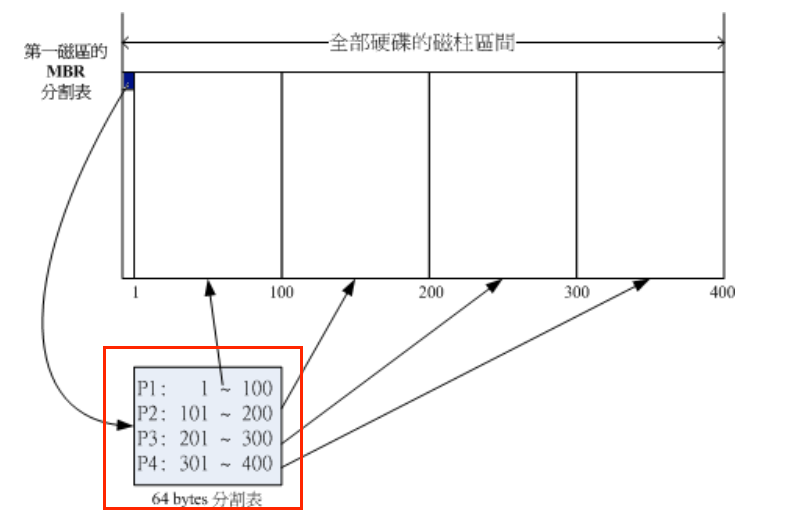 全部硬碟的磁柱區間
第一磁區的
MBR
分割表
1 100 200 300 400
P1: 1 ~ 100
P2: 101 ~ 200
P3: 201 ~ 300
P4: 301 ~ 400
64 bytes 分割表